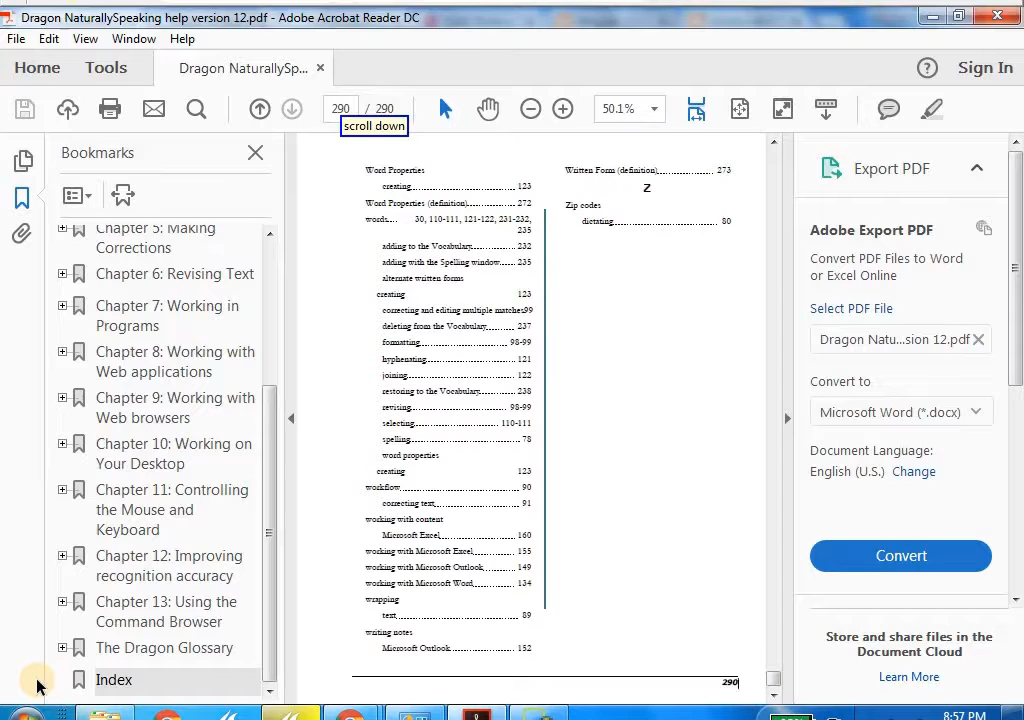 Dragon NaturallySpeaking help version 12.pdf - Adobe Acrobat Reader DC
File Edit View Window Help
Home Tools Dragon NaturallySp... × Sign In
290 / 290 50.1%
scroll down
Bookmarks
Chapter 5: Making
Corrections
Chapter 6: Revising Text
Chapter 7: Working in
Programs
Chapter 8: Working with
Web applications
Chapter 9: Working with
Web browsers
Chapter 10: Working on
Your Desktop
Chapter 11: Controlling
the Mouse and
Keyboard
Chapter 12: Improving
recognition accuracy
Chapter 13: Using the
Command Browser
The Dragon Glossary
Index
Word Properties
creating 123
Word Properties (definition) 272
words.... 30, 110-111, 121-122, 231-232,
235
adding to the Vocabulary 232
adding with the Spelling window 235
alternate written forms
creating 123
correcting and editing multiple matches99
deleting from the Vocabulary 237
formatting 98-99
hyphenating 121
joining 122
restoring to the Vocabulary 238
revising 98-99
selecting 110-111
spelling 78
word properties
creating 123
workflow 90
correcting text 91
working with content
Microsoft Excel 160
working with Microsoft Excel 155
working with Microsoft Outlook 149
working with Microsoft Word 134
wrapping
text 89
writing notes
Microsoft Outlook 152
Written Form (definition) 273
Z
Zip codes
dictating 80
290
Export PDF
Adobe Export PDF
Convert PDF Files to Word
or Excel Online
Select PDF File
Dragon Natu...sion 12.pdf
Convert to
Microsoft Word (*.docx)
Document Language:
English (U.S.) Change
Convert
Store and share files in the
Document Cloud
Learn More
8:57 PM